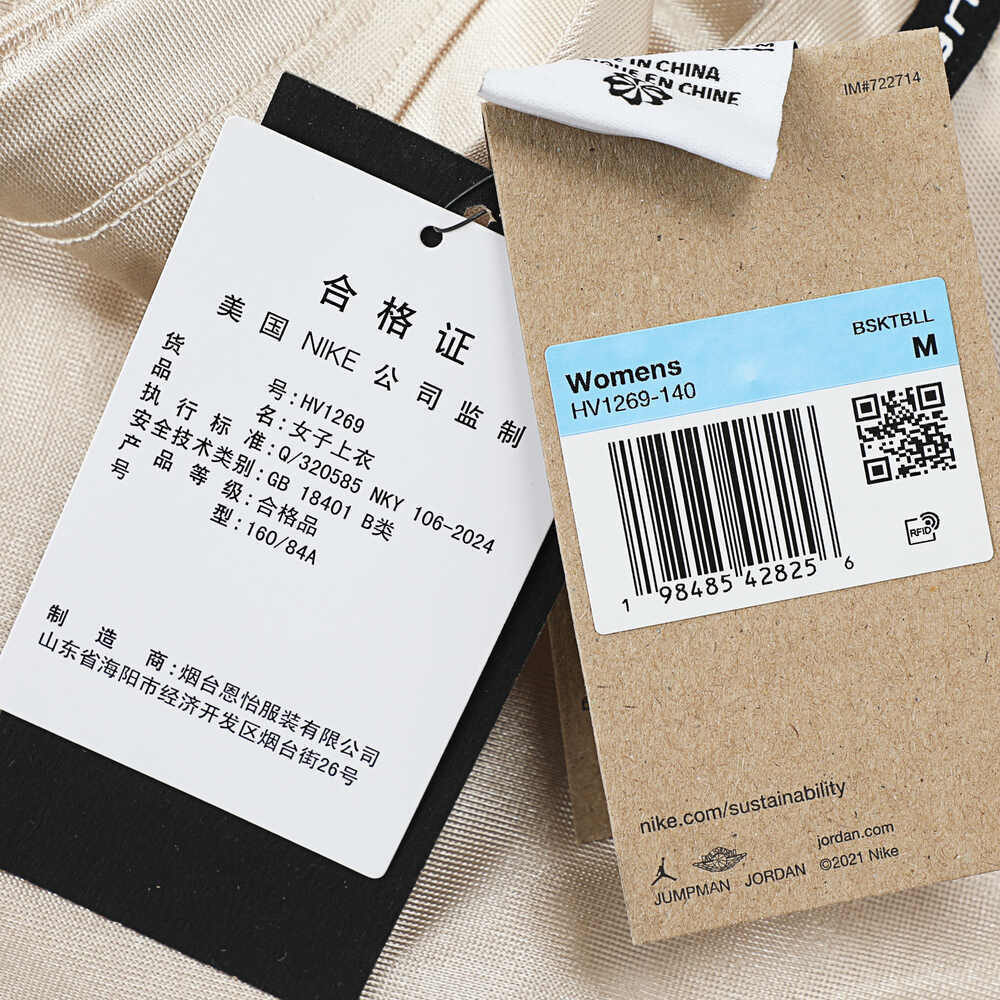 合格证
美国NIKE公司监制
货号:HV1269
品名:女子上衣
执行标准:Q/320585 NKY 106-2024
安全技术类别:GB 18401 B类
产品等级:合格品
号型:160/84A
制造商:烟台恩怡服装有限公司
山东省海阳市经济开发区烟台街26号
IN CHINA
EN CHINE
IM#722714
BSKTBLL
Womens
M
HV1269-140
RFID
1 98485 42825 6
nike.com/sustainability
jordan.com
JUMPMAN JORDAN ©2021 Nike